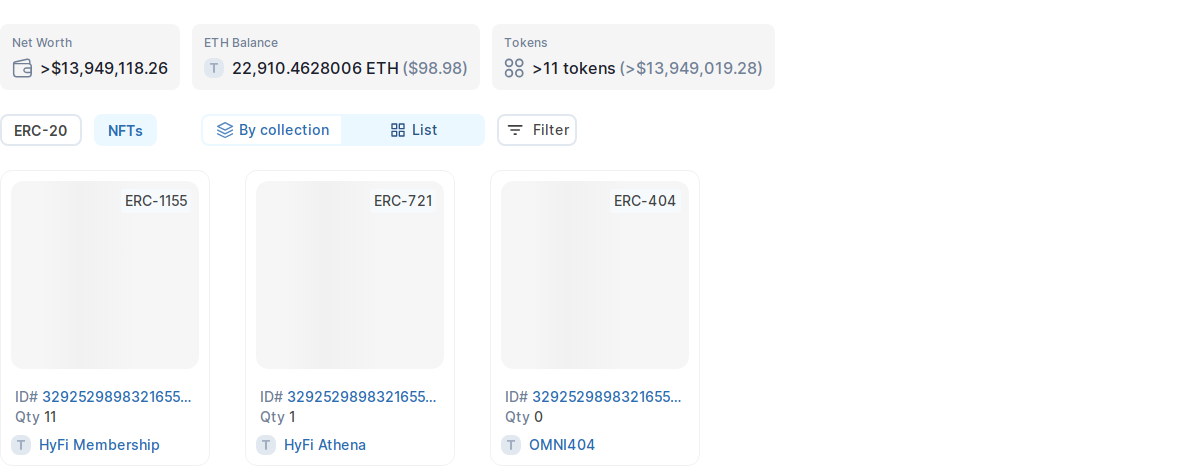 Net Worth
>$13,949,118.26
ETH Balance
T 22,910.4628006 ETH ($98.98)
Tokens
>11 tokens (>$13,949,019.28)
ERC-20
NFTs
By collection
List
Filter
ERC-1155
ID# 3292529898321655...
Qty 11
T HyFi Membership
ERC-721
ID# 3292529898321655...
Qty 1
T HyFi Athena
ERC-404
ID# 3292529898321655...
Qty 0
T OMNI404